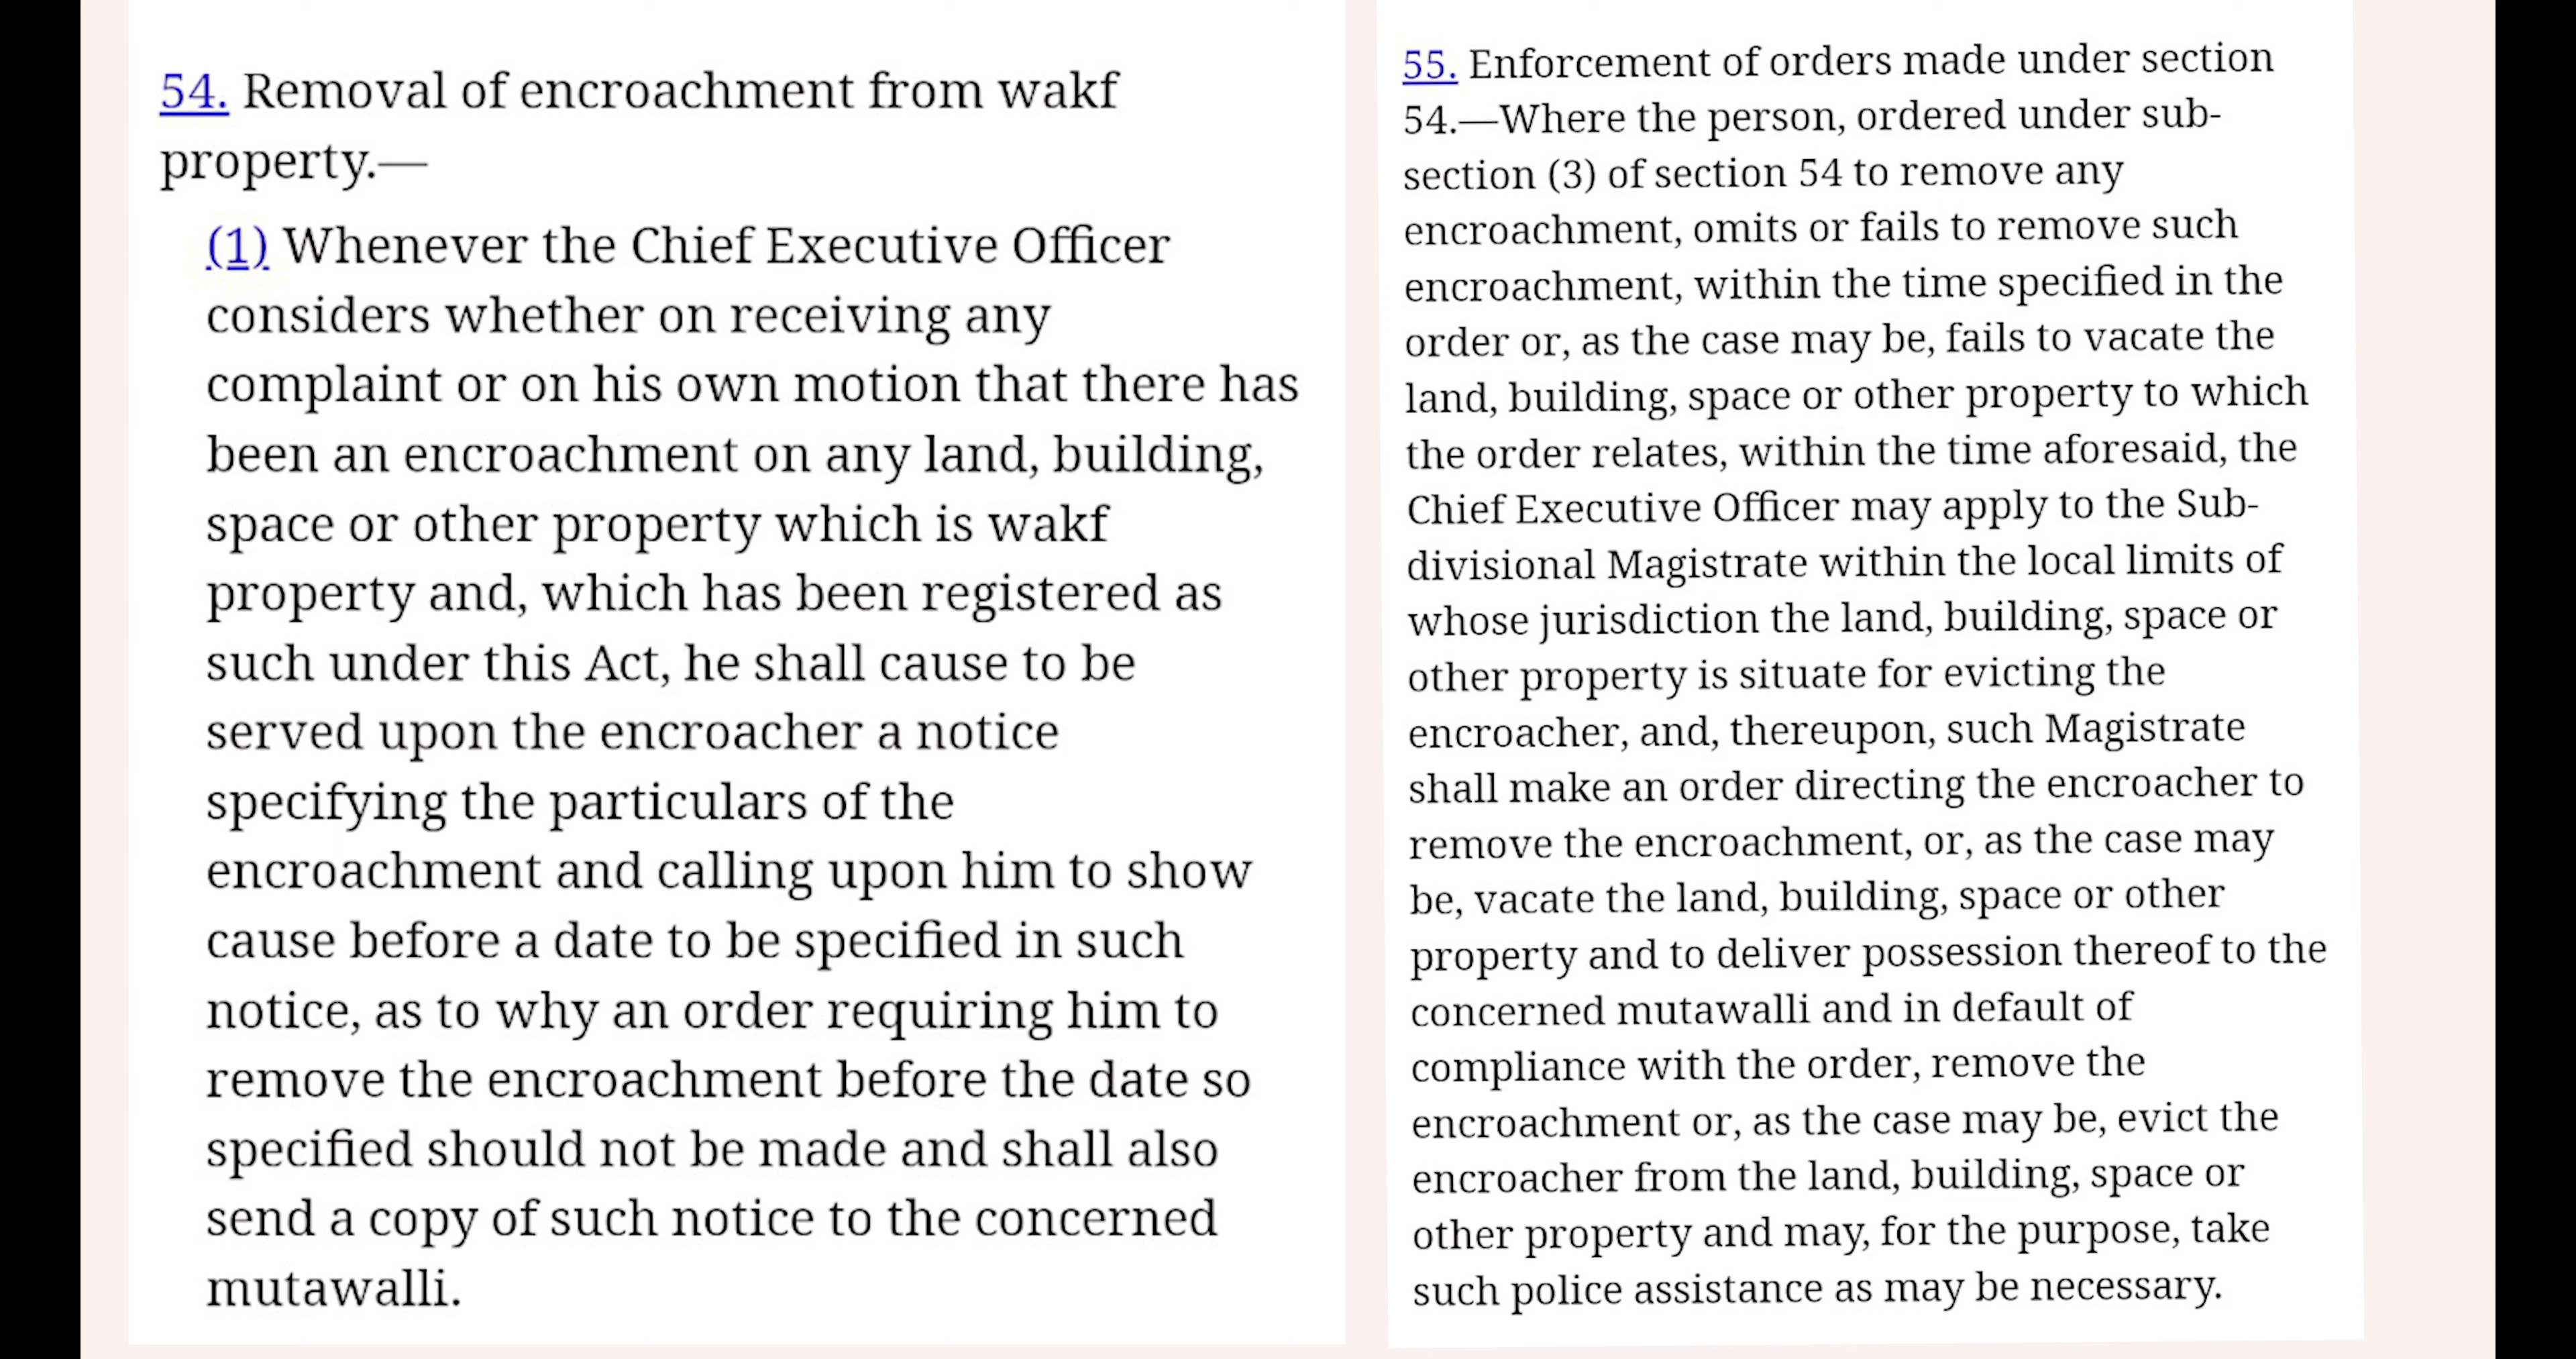 54. Removal of encroachment from wakf
property.—
(1) Whenever the Chief Executive Officer
considers whether on receiving any
complaint or on his own motion that there has
been an encroachment on any land, building,
space or other property which is wakf
property and, which has been registered as
such under this Act, he shall cause to be
served upon the encroacher a notice
specifying the particulars of the
encroachment and calling upon him to show
cause before a date to be specified in such
notice, as to why an order requiring him to
remove the encroachment before the date so
specified should not be made and shall also
send a copy of such notice to the concerned
mutawalli.
55. Enforcement of orders made under section
54.—Where the person, ordered under sub-
section (3) of section 54 to remove any
encroachment, omits or fails to remove such
encroachment, within the time specified in the
order or, as the case may be, fails to vacate the
land, building, space or other property to which
the order relates, within the time aforesaid, the
Chief Executive Officer may apply to the Sub-
divisional Magistrate within the local limits of
whose jurisdiction the land, building, space or
other property is situate for evicting the
encroacher, and, thereupon, such Magistrate
shall make an order directing the encroacher to
remove the encroachment, or, as the case may
be, vacate the land, building, space or other
property and to deliver possession thereof to the
concerned mutawalli and in default of
compliance with the order, remove the
encroachment or, as the case may be, evict the
encroacher from the land, building, space or
other property and may, for the purpose, take
such police assistance as may be necessary.